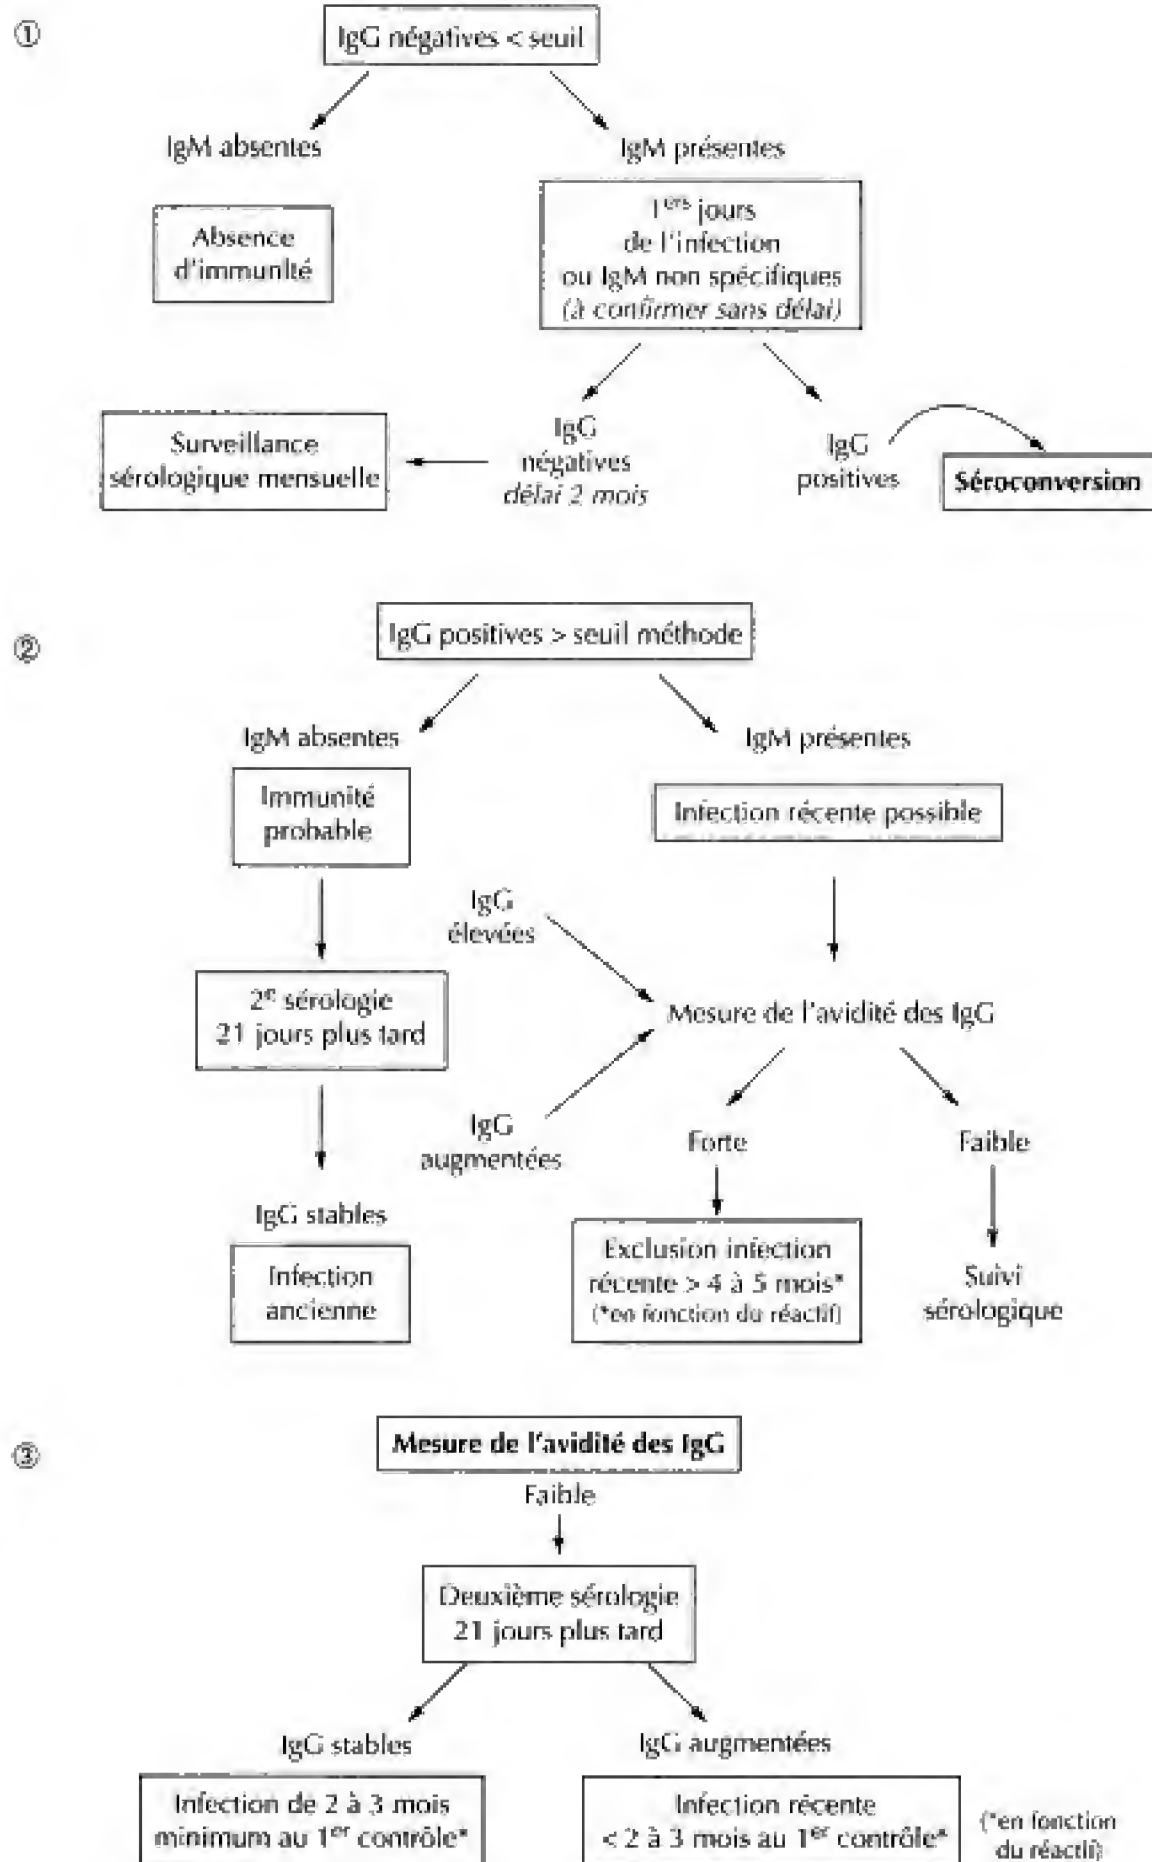 ①
IgG négatives < seuil
IgM absentes
IgM présentes
Absence
d'immunité
1ers jours
de l'infection
ou IgM non spécifiques
(à confirmer sans délai)
Surveillance
sérologique mensuelle
IgG
négatives
délai 2 mois
IgG
positives
Séroconversion
②
IgG positives > seuil méthode
IgM absentes
IgM présentes
Immunité
probable
Infection récente possible
IgG
élevées
2e sérologie
21 jours plus tard
Mesure de l'avidité des IgG
IgG
augmentées
Forte
Faible
IgG stables
Infection
ancienne
Exclusion infection
récente > 4 à 5 mois*
(*en fonction du réactif)
Suivi
sérologique
③
Mesure de l'avidité des IgG
Faible
Deuxième sérologie
21 jours plus tard
IgG stables
IgG augmentées
Infection de 2 à 3 mois
minimum au 1er contrôle*
Infection récente
< 2 à 3 mois au 1er contrôle*
(*en fonction
du réactif)